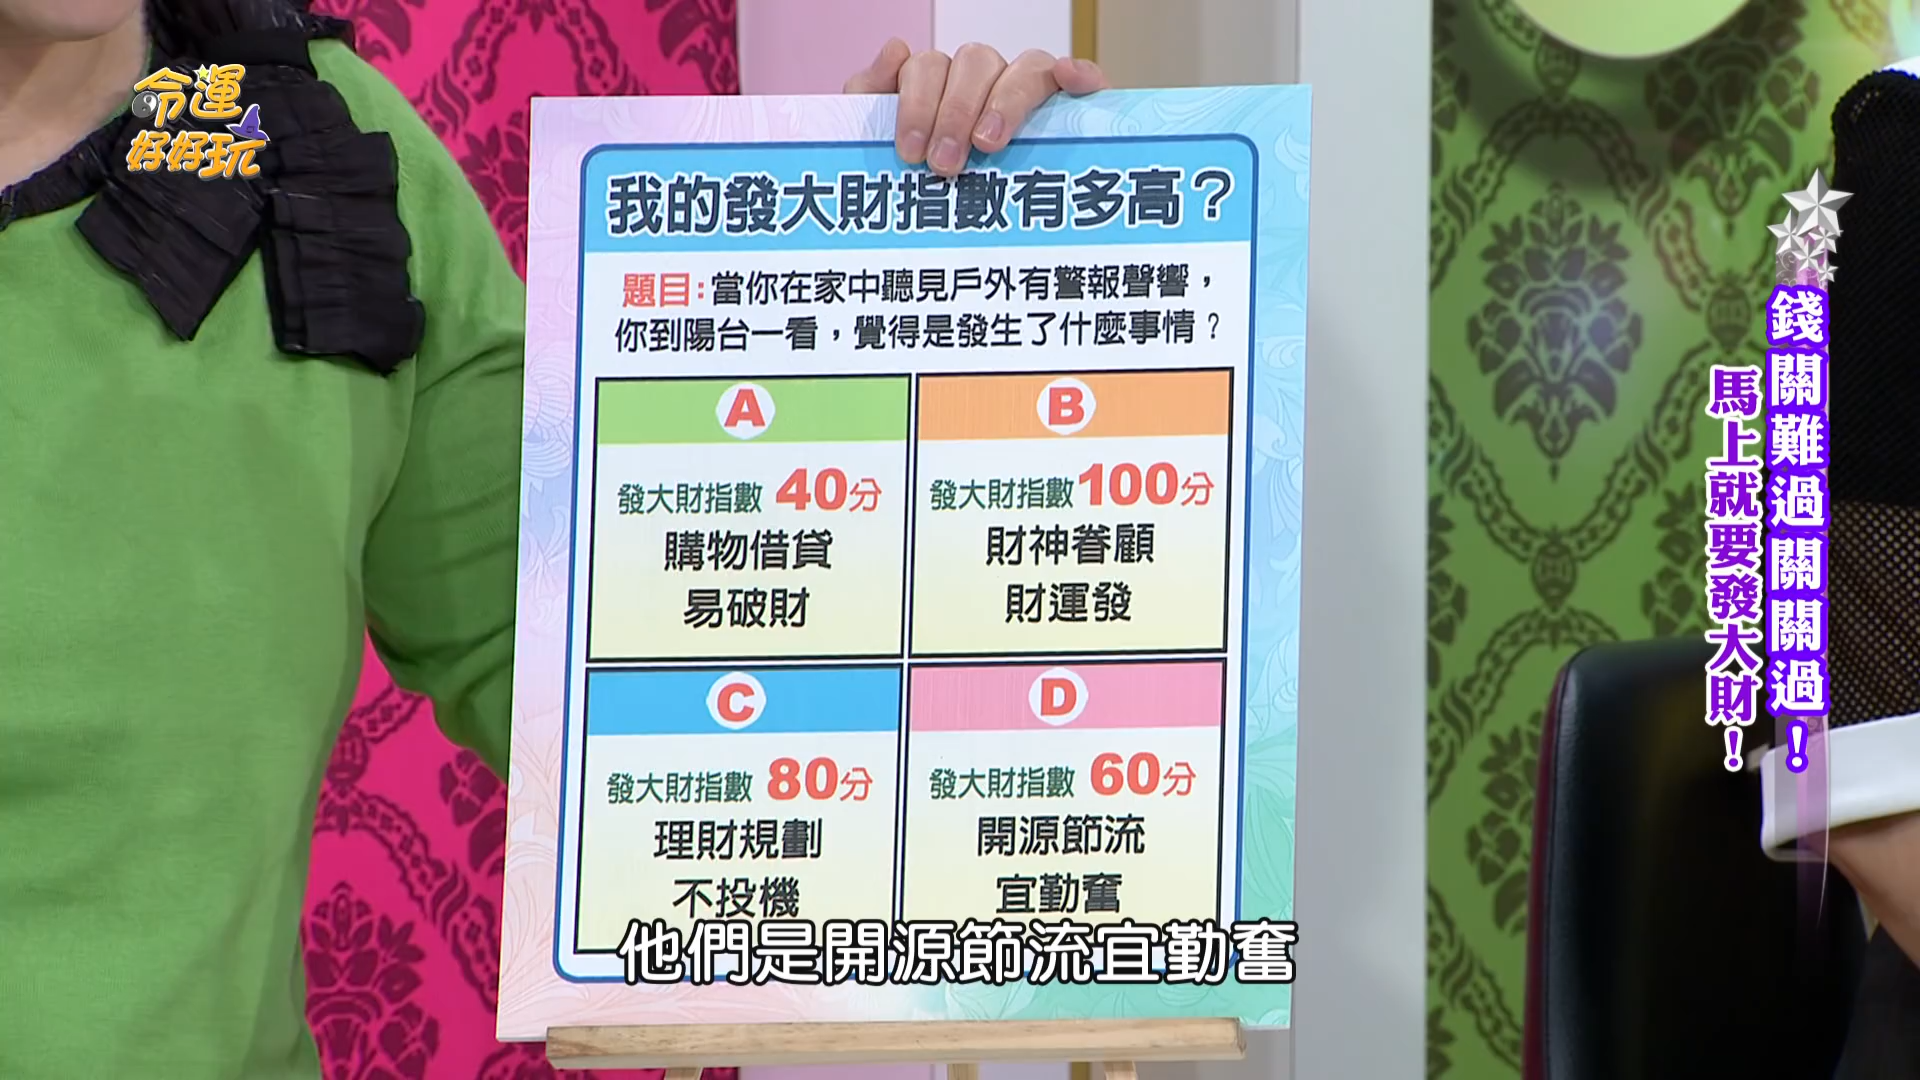 命運
好好玩
我的發大財指數有多高？
題目:當你在家中聽見戶外有警報聲響，
你到陽台一看，覺得是發生了什麼事情？
A
發大財指數 40分
購物借貸
易破財
B
發大財指數100分
財神眷顧
財運發
C
發大財指數 80分
理財規劃
不投機
D
發大財指數 60分
開源節流
宜勤奮
錢關難過關關過！
馬上就要發大財！
他們是開源節流宜勤奮